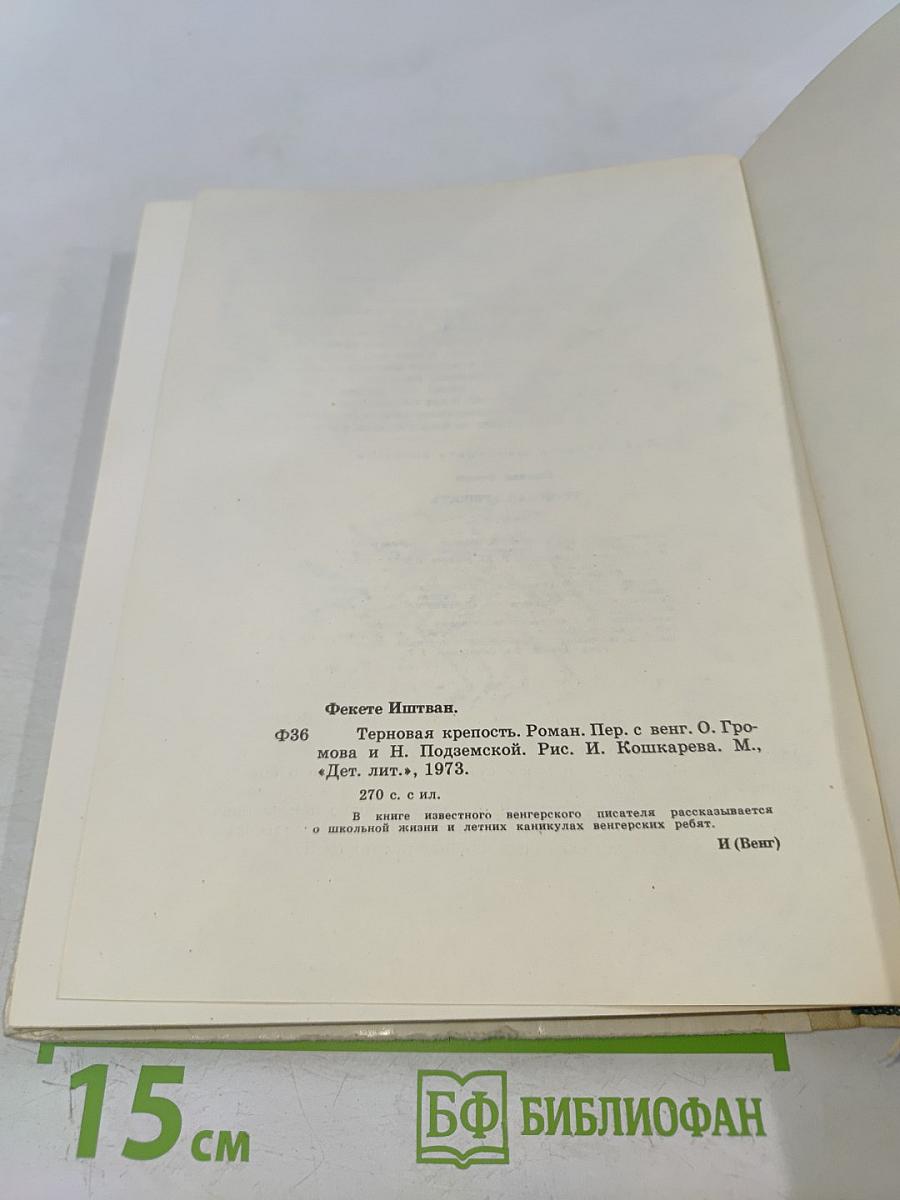 Фекете Иштван.
Ф36 Терновая крепость. Роман. Пер. с венг. О. Гро-
мова и Н. Подземской. Рис. И. Кошкарева. М.,
«Дет. лит.», 1973.
270 с. с ил.
В книге известного венгерского писателя рассказывается
о школьной жизни и летних каникулах венгерских ребят.
И (Венг)
15 см
БФ БИБЛИОФАН